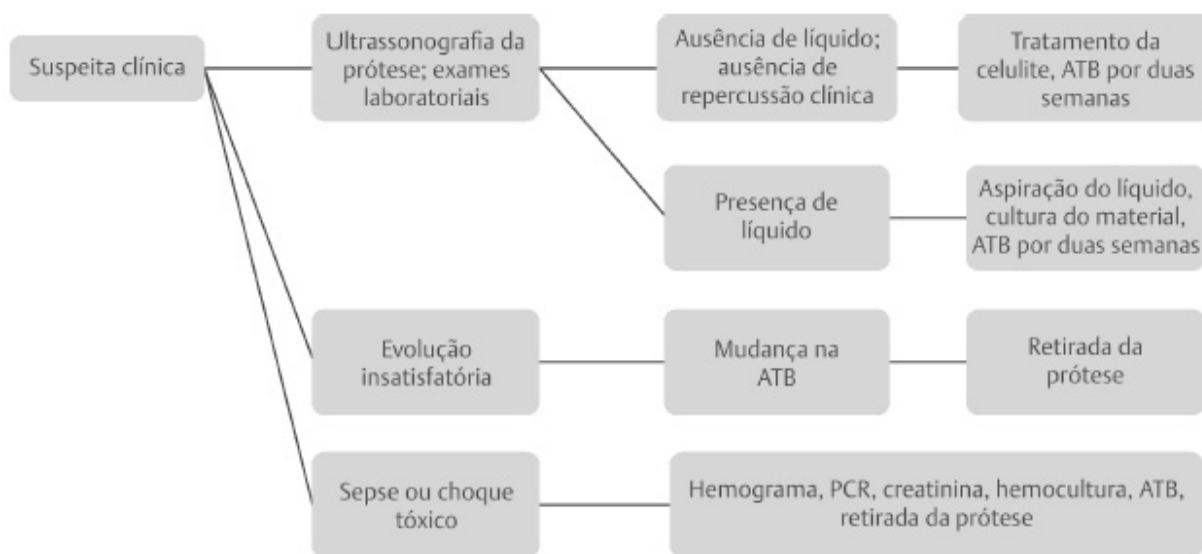 Suspeita clínica
Ultrassonografia da
prótese; exames
laboratoriais
Ausência de líquido;
ausência de
repercussão clínica
Tratamento da
celulite, ATB por duas
semanas
Presença de
líquido
Aspiração do líquido,
cultura do material,
ATB por duas semanas
Evolução
insatisfatória
Mudança na
ATB
Retirada da
prótese
Sepse ou choque
tóxico
Hemograma, PCR, creatinina, hemocultura, ATB,
retirada da prótese